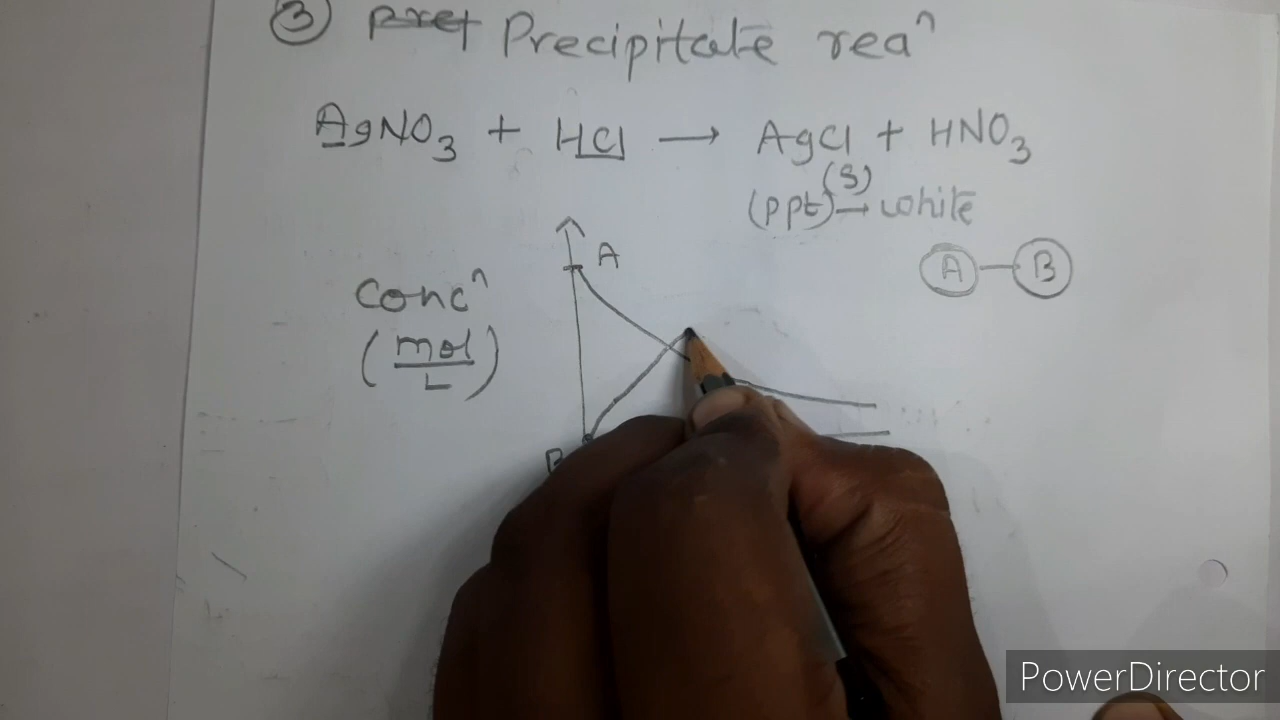 ③ pret Precipitate reaⁿ
AgNO₃ + HCl → AgCl + HNO₃
(s)
(ppt) → white
A
A — B
Concⁿ
(mol/L)
B
PowerDirector